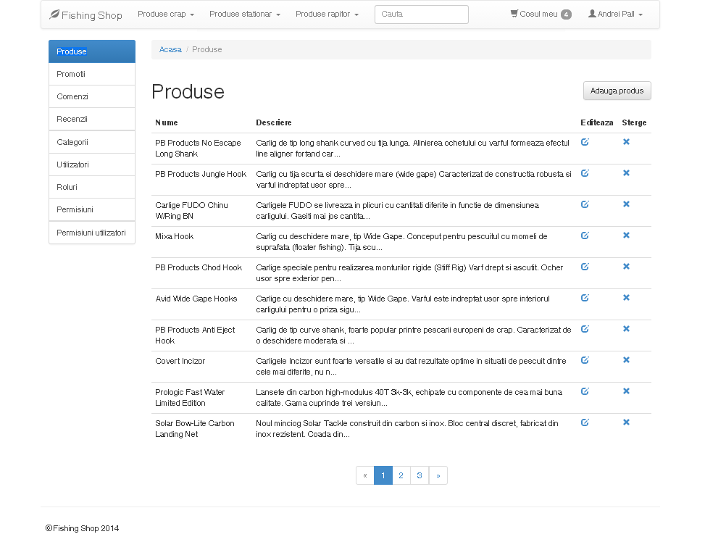 Fishing Shop Produse crap Produse stationar Produse rapitor Cauta Cosul meu 4 Andrei Pall
Produse
Promotii
Comenzi
Recenzii
Categorii
Utilizatori
Roluri
Permisiuni
Permisiuni utilizatori
Acasa / Produse
Produse
Adauga produs
Nume Descriere Editeaza Sterge
PB Products No Escape Carlig de tip long shank curved cu tija lunga. Alinierea ochetului cu varful formeaza efectul
Long Shank line aligner fortand car...
PB Products Jungle Hook Carlig cu tija scurta si deschidere mare (wide gape) Caracterizat de constructia robusta si
varful indreptat usor spre...
Carlige FUDO Chinu Carligele FUDO se livreaza in plicuri cu cantitati diferite in functie de dimensiunea
W/Ring BN carligului. Gasiti mai jos cantita...
Mixa Hook Carlig cu deschidere mare, tip Wide Gape. Conceput pentru pescuitul cu momeli de
suprafata (floater fishing). Tija scu...
PB Products Chod Hook Carlige speciale pentru realizarea monturilor rigide (Stiff Rig) Varf drept si ascutit. Ocher
usor spre exterior pen...
Avid Wide Gape Hooks Carlige cu deschidere mare, tip Wide Gape. Varful este indreptat usor spre interiorul
carligului pentru o priza sigu...
PB Products Anti Eject Carlig de tip curve shank, foarte popular printre pescarii europeni de crap. Caracterizat de
Hook o deschidere moderata si ...
Covert Incizor Carligele Incizor sunt foarte versatile si au dat rezultate optime in situatii de pescuit dintre
cele mai diferite, nu n...
Prologic Fast Water Lansete din carbon high-modulus 40T 3k-3k, echipate cu componente de cea mai buna
Limited Edition calitate. Gama cuprinde trei versiun...
Solar Bow-Lite Carbon Noul minciog Solar Tackle construit din carbon si inox. Bloc central discret, fabricat din
Landing Net inox rezistent. Coada din...
« 1 2 3 »
© Fishing Shop 2014